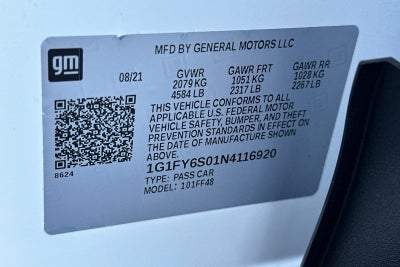 gm
MFD BY GENERAL MOTORS LLC
08/21
GVWR GAWR FRT GAWR RR
2079 KG 1051 KG 1028 KG
4584 LB 2317 LB 2267 LB
THIS VEHICLE CONFORMS TO ALL
APPLICABLE U.S. FEDERAL MOTOR
VEHICLE SAFETY, BUMPER, AND THEFT
PREVENTION STANDARDS IN EFFECT ON
THE DATE OF MANUFACTURE SHOWN
ABOVE.
8624
1G1FY6S01N4116920
TYPE: PASS CAR
MODEL: 101FF48